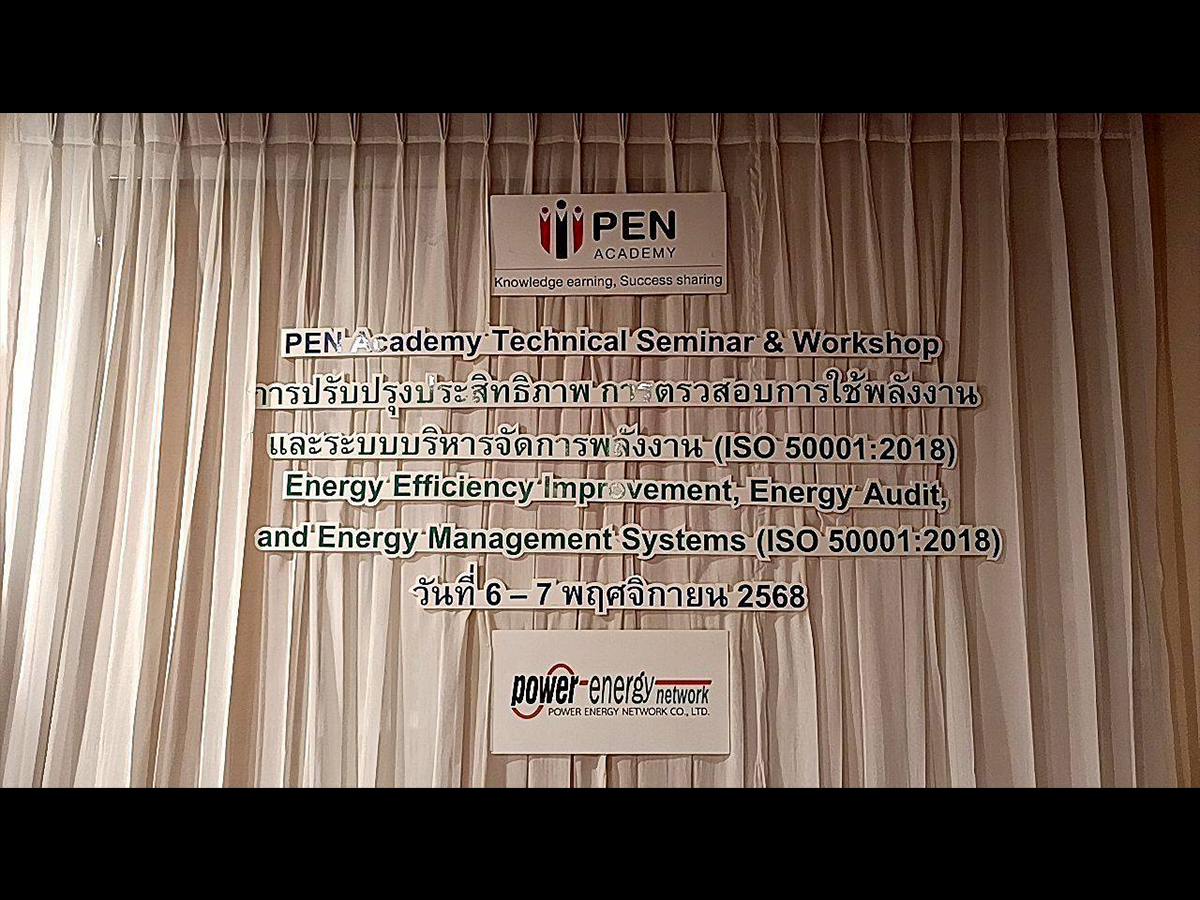 PEN
ACADEMY
Knowledge earning, Success sharing
PEN Academy Technical Seminar & Workshop
การปรับปรุงประสิทธิภาพ การตรวสอบการใช้พลังงาน
และระบบบริหารจัดการพลังงาน (ISO 50001:2018)
Energy Efficiency Improvement, Energy Audit,
and Energy Management Systems (ISO 50001:2018)
วันที่ 6 – 7 พฤศจิกายน 2568
power-energy network
POWER ENERGY NETWORK CO., LTD.